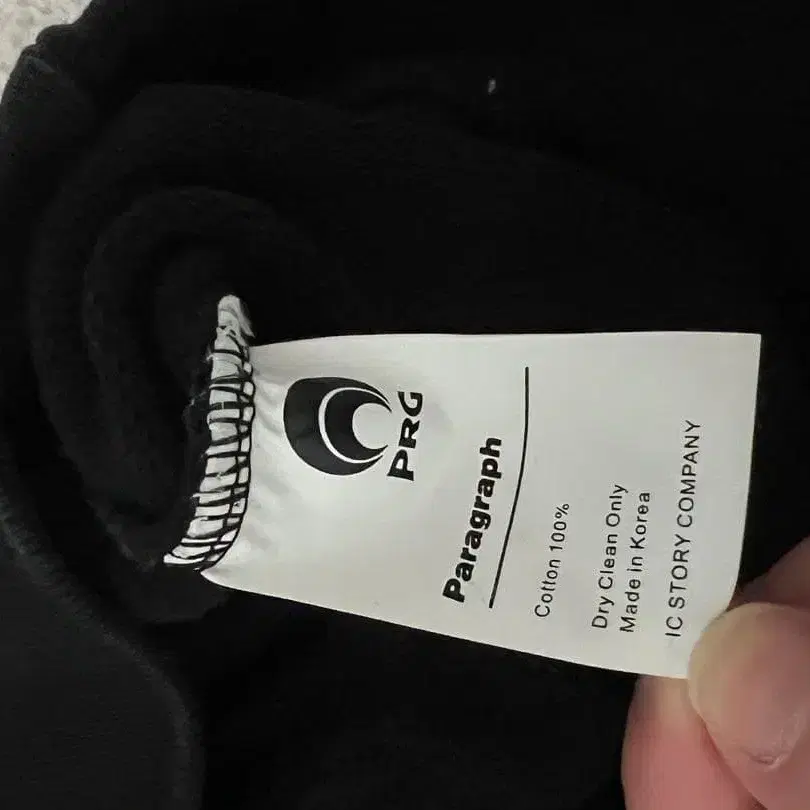 PRG
Paragraph
Cotton 100%
Dry Clean Only
Made in Korea
IC STORY COMPANY